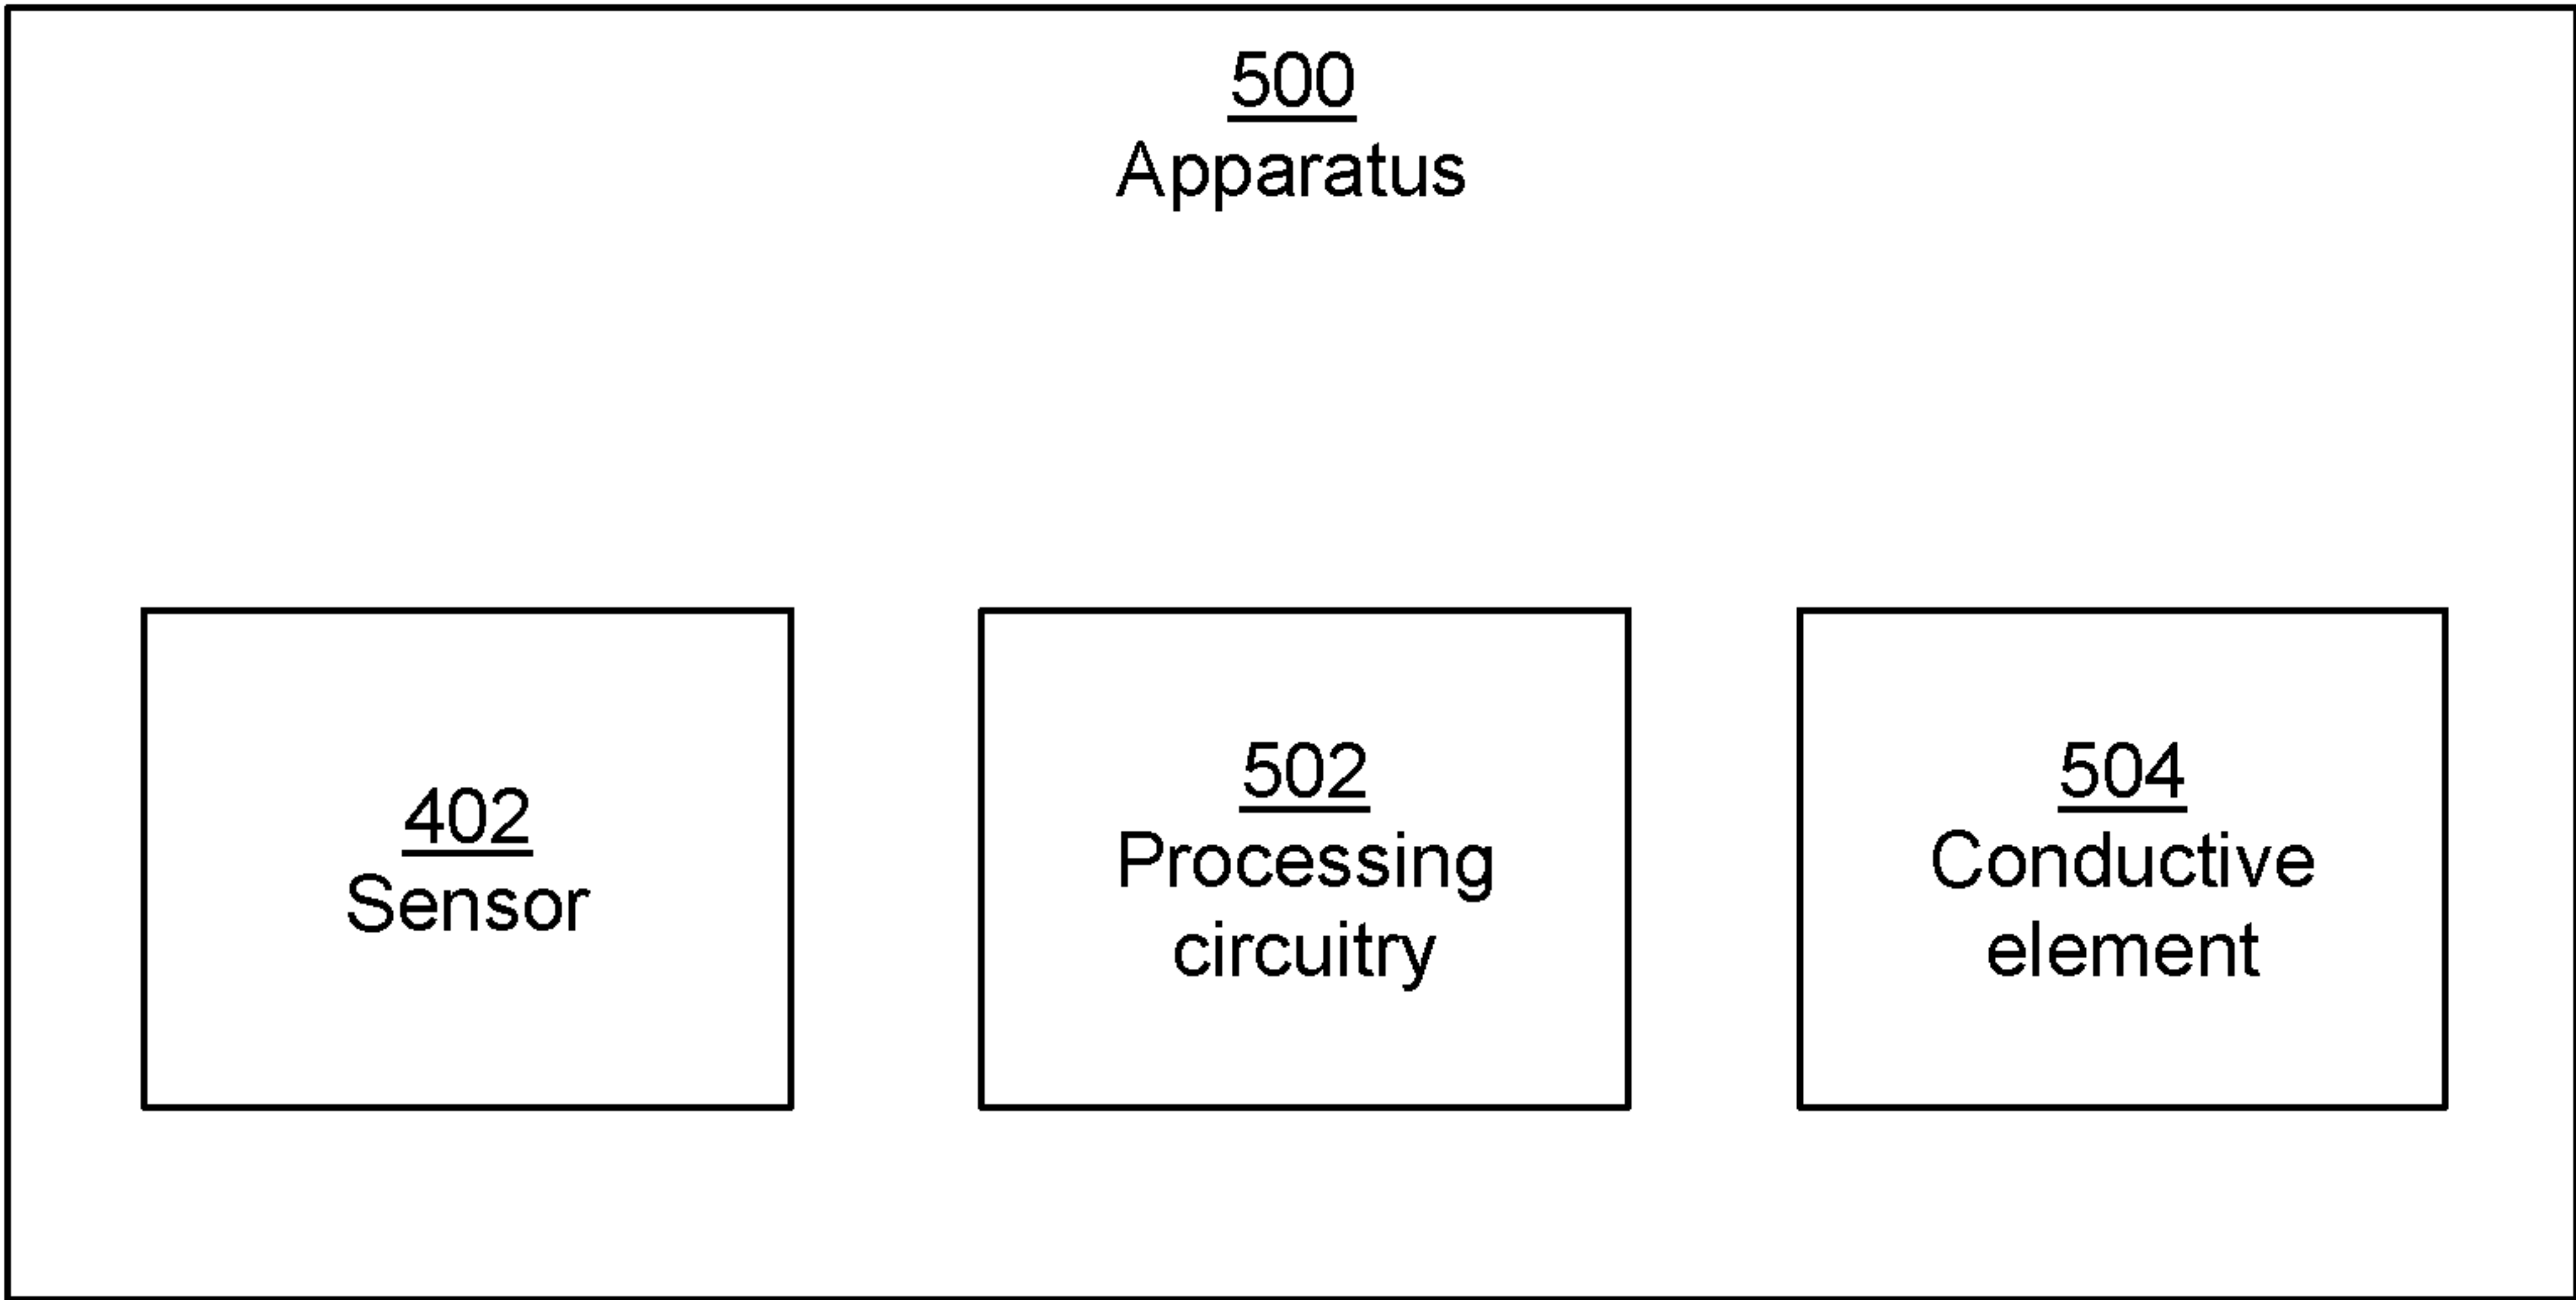 500
Apparatus
402
Sensor
502
Processing
circuitry
504
Conductive
element